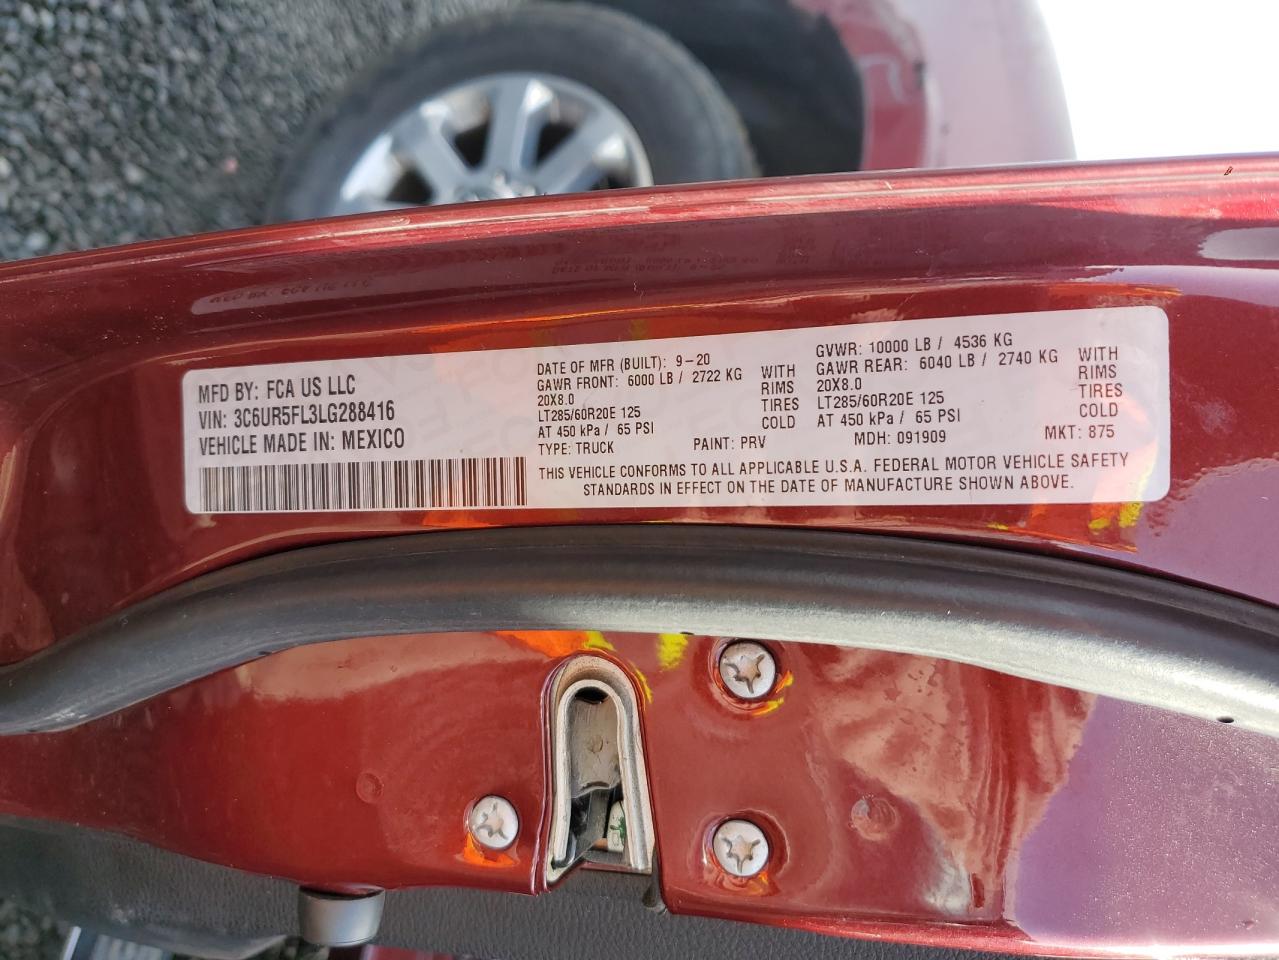 MFD BY: FCA US LLC
VIN: 3C6UR5FL3LG288416
VEHICLE MADE IN: MEXICO
DATE OF MFR (BUILT): 9-20
GAWR FRONT: 6000 LB / 2722 KG WITH
20X8.0 RIMS
LT285/60R20E 125 TIRES
AT 450 kPa / 65 PSI COLD
TYPE: TRUCK PAINT: PRV
GVWR: 10000 LB / 4536 KG
GAWR REAR: 6040 LB / 2740 KG WITH
20X8.0 RIMS
LT285/60R20E 125 TIRES
AT 450 kPa / 65 PSI COLD
MDH: 091909 MKT: 875
THIS VEHICLE CONFORMS TO ALL APPLICABLE U.S.A. FEDERAL MOTOR VEHICLE SAFETY
STANDARDS IN EFFECT ON THE DATE OF MANUFACTURE SHOWN ABOVE.